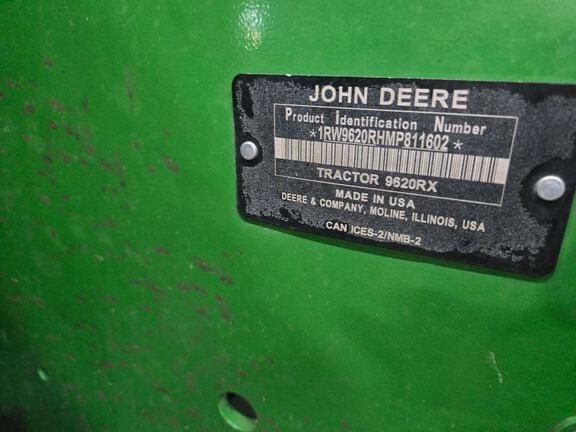 JOHN DEERE
Product Identification Number
*1RW9620RHMP811602*
TRACTOR 9620RX
MADE IN USA
DEERE & COMPANY, MOLINE, ILLINOIS, USA
CAN ICES-2/NMB-2